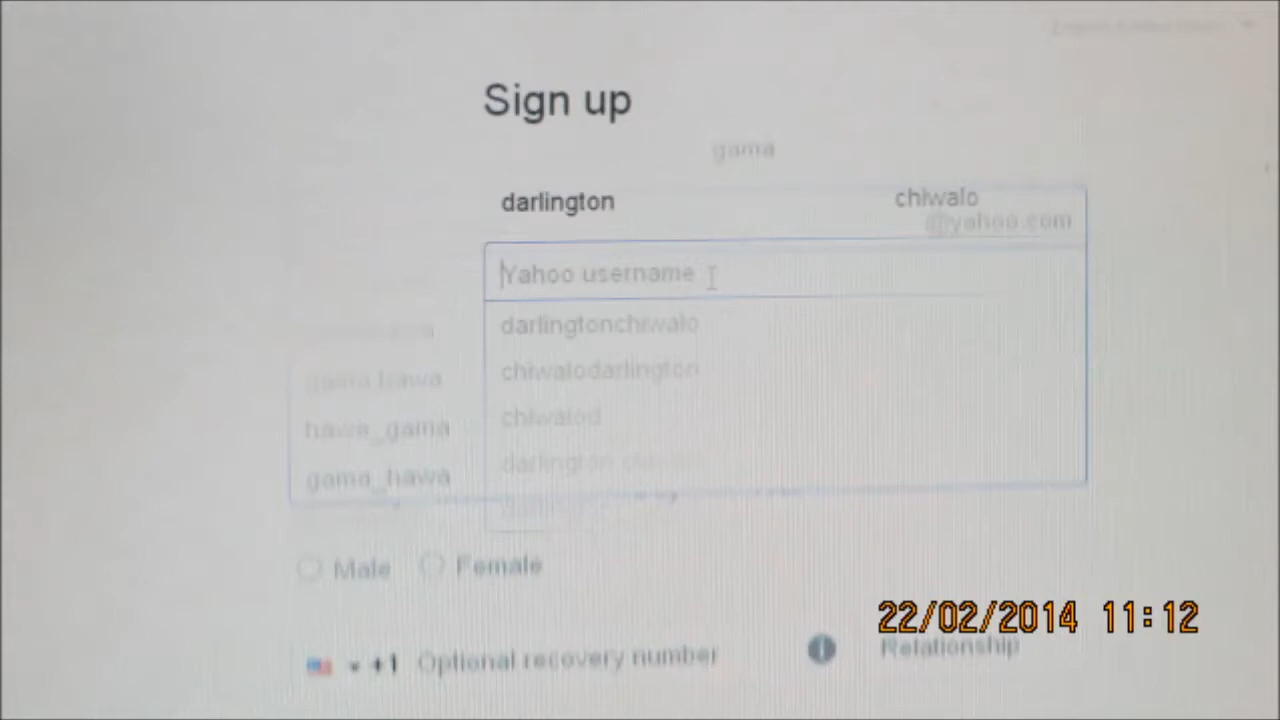 Sign up
gama
darlington chiwalo
@yahoo.com
Yahoo username
darlingtonchiwalo
chiwalodarlington
gama hawa
chiwalod
hawa_gama
darlington
gama_hawa
Male Female
22/02/2014 11:12
Relationship
+1 Optional recovery number